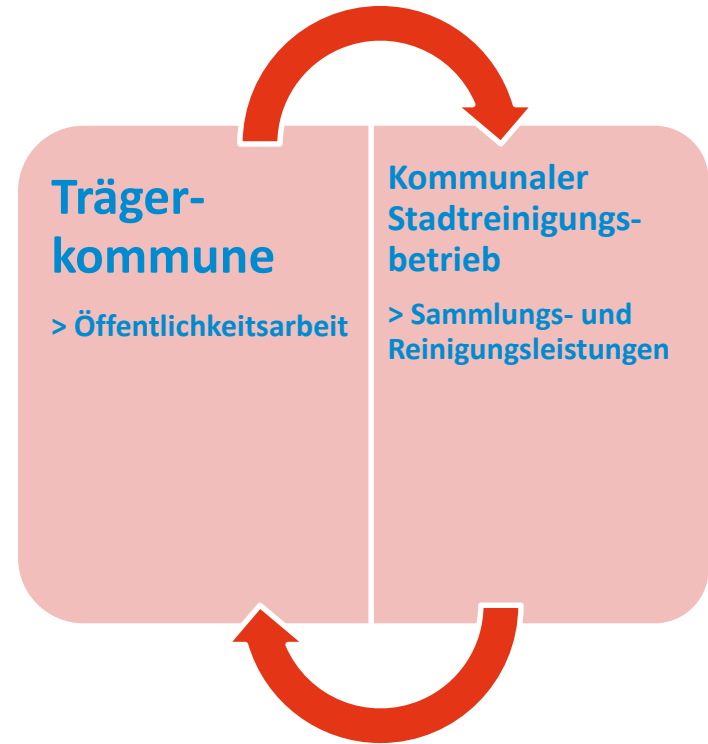 Träger-
kommune
> Öffentlichkeitsarbeit
Kommunaler
Stadtreinigungs-
betrieb
> Sammlungs- und
Reinigungsleistungen